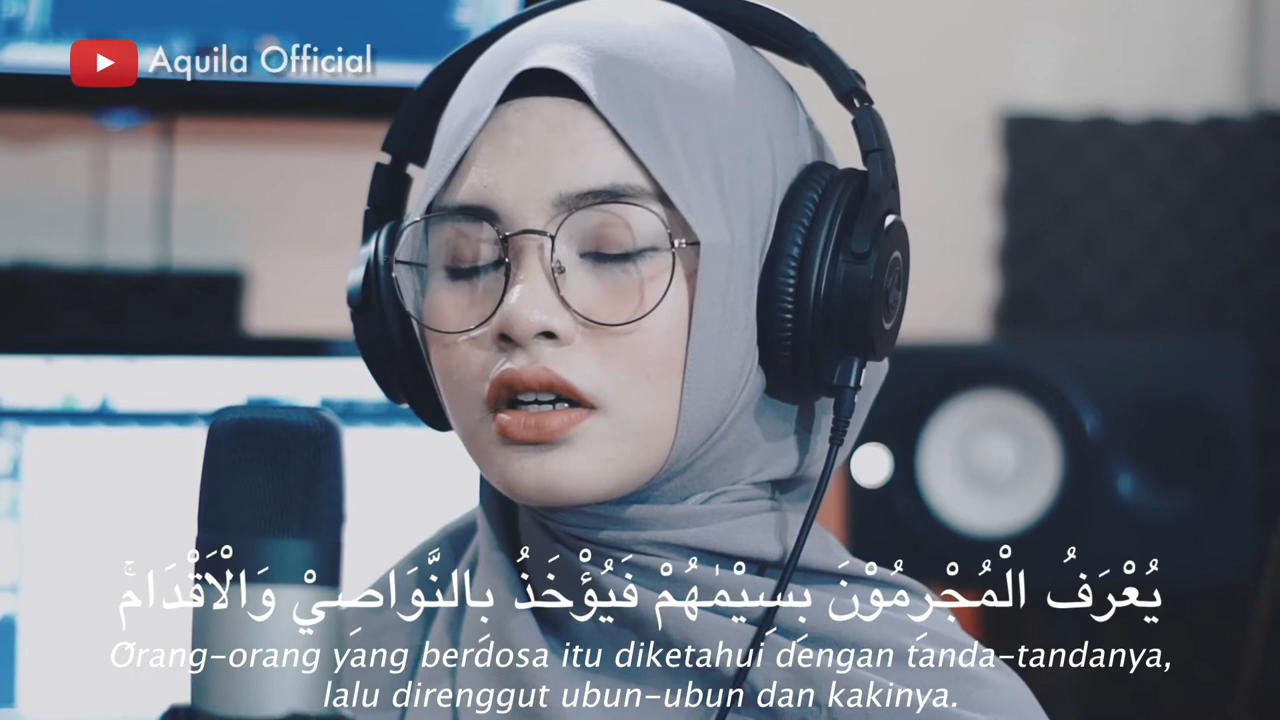 Aquila Official
يُعْرَفُ الْمُجْرِمُوْنَ بِسِيْمٰهُمْ فَيُؤْخَذُ بِالنَّوَاصِيْ وَالْاَقْدَامِۚ
Orang-orang yang berdosa itu diketahui dengan tanda-tandanya,
lalu direnggut ubun-ubun dan kakinya.